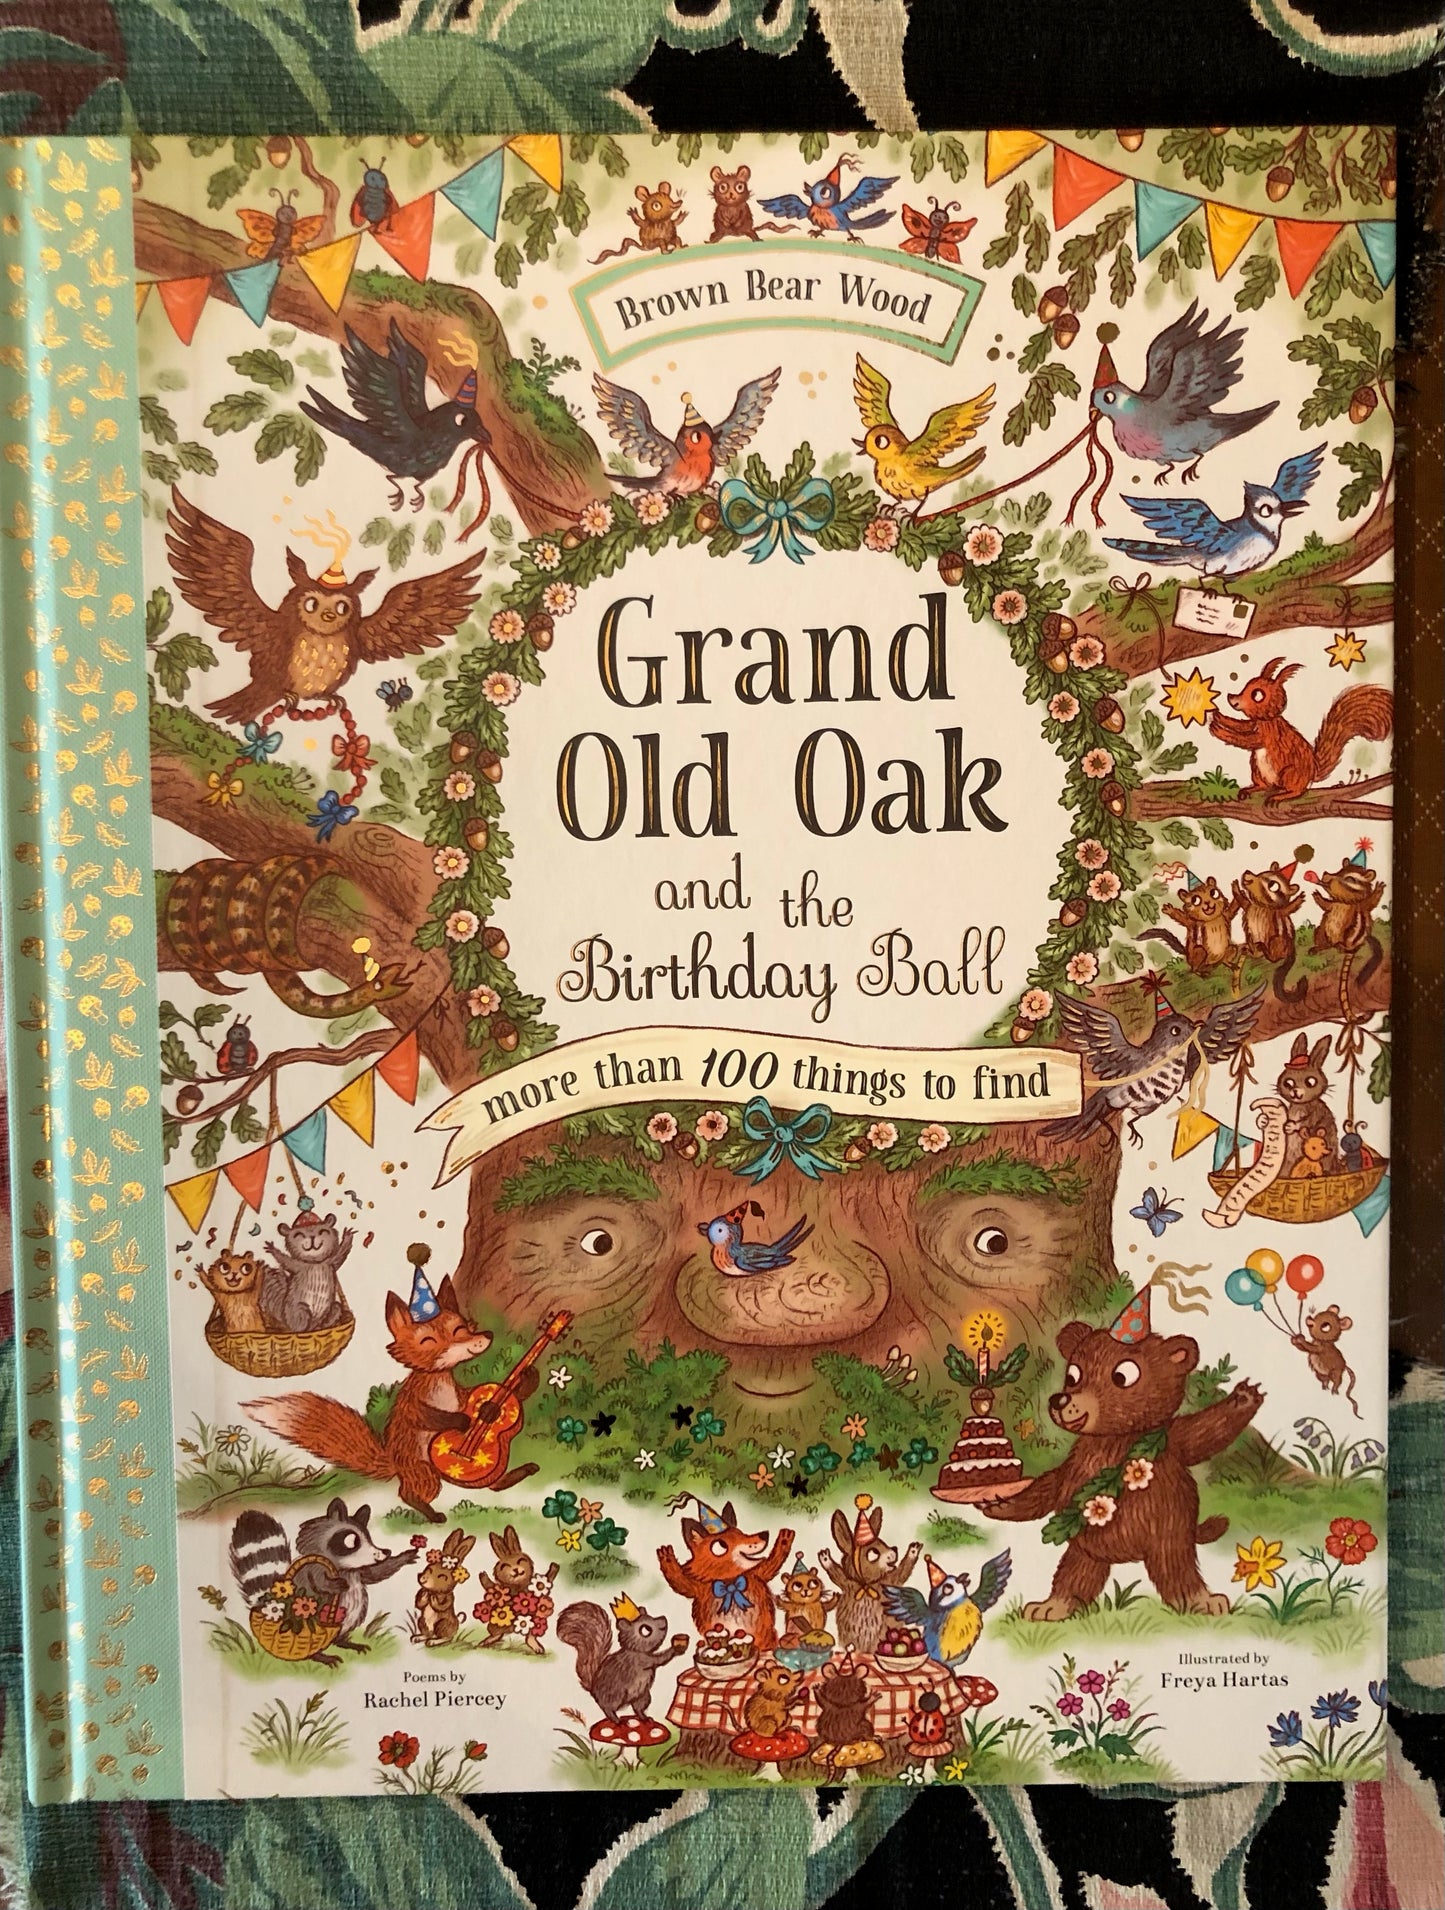 Brown Bear Wood
Grand
Old Oak
and the
Birthday Ball
more than 100 things to find
Poems by
Rachel Piercey
Illustrated by
Freya Hartas